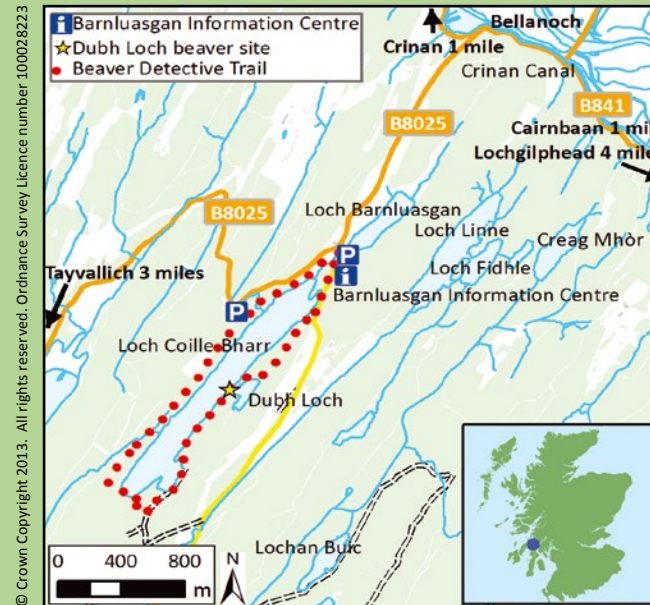 © Crown Copyright 2013. All rights reserved. Ordnance Survey Licence number 100028223
i Barnluasgan Information Centre
Dubh Loch beaver site
Beaver Detective Trail
Bellanoch
Crinan 1 mile
Crinan Canal
B841
B8025
Cairnbaan 1 mi
Lochgilphead 4 mile
B8025
Loch Barnluasgan
Loch Linne
Creag Mhòr
P
Loch Fidhle
Tayvallich 3 miles
i
Barnluasgan Information Centre
P
Loch Coille Bharr
Dubh Loch
Lochan Buic
0 400 800
m
N